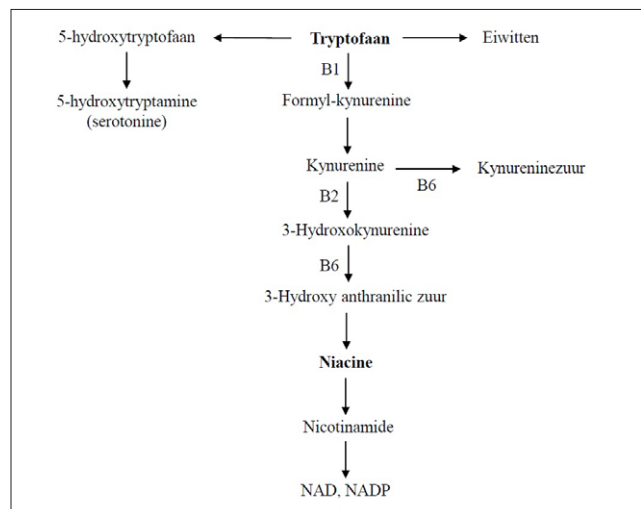 5-hydroxytryptofaan Tryptofaan Eiwitten
B1
5-hydroxytryptamine
(serotonine)
Formyl-kynurenine
Kynurenine Kynureninezuur
B6
B2
3-Hydroxokynurenine
B6
3-Hydroxy anthranilic zuur
Niacine
Nicotinamide
NAD, NADP